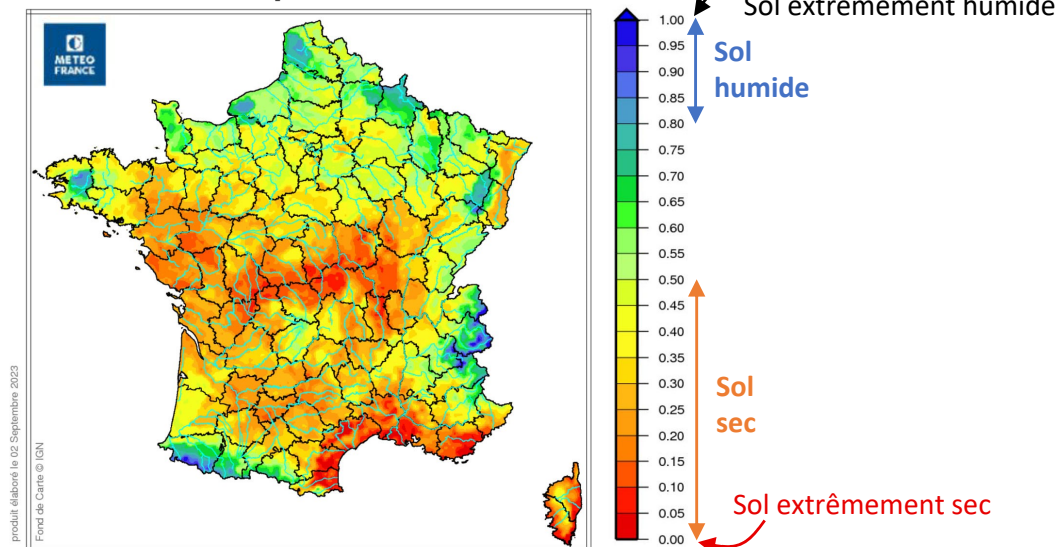 Sol extrêmement humide
METEO
FRANCE
1.00
0.95
0.90
0.85
0.80
0.75
0.70
0.65
0.60
0.55
0.50
0.45
0.40
0.35
0.30
0.25
0.20
0.15
0.10
0.05
0.00
Sol
humide
Sol
sec
Sol extrêmement sec
produit élaboré le 02 Septembre 2023
Fond de Carte © IGN